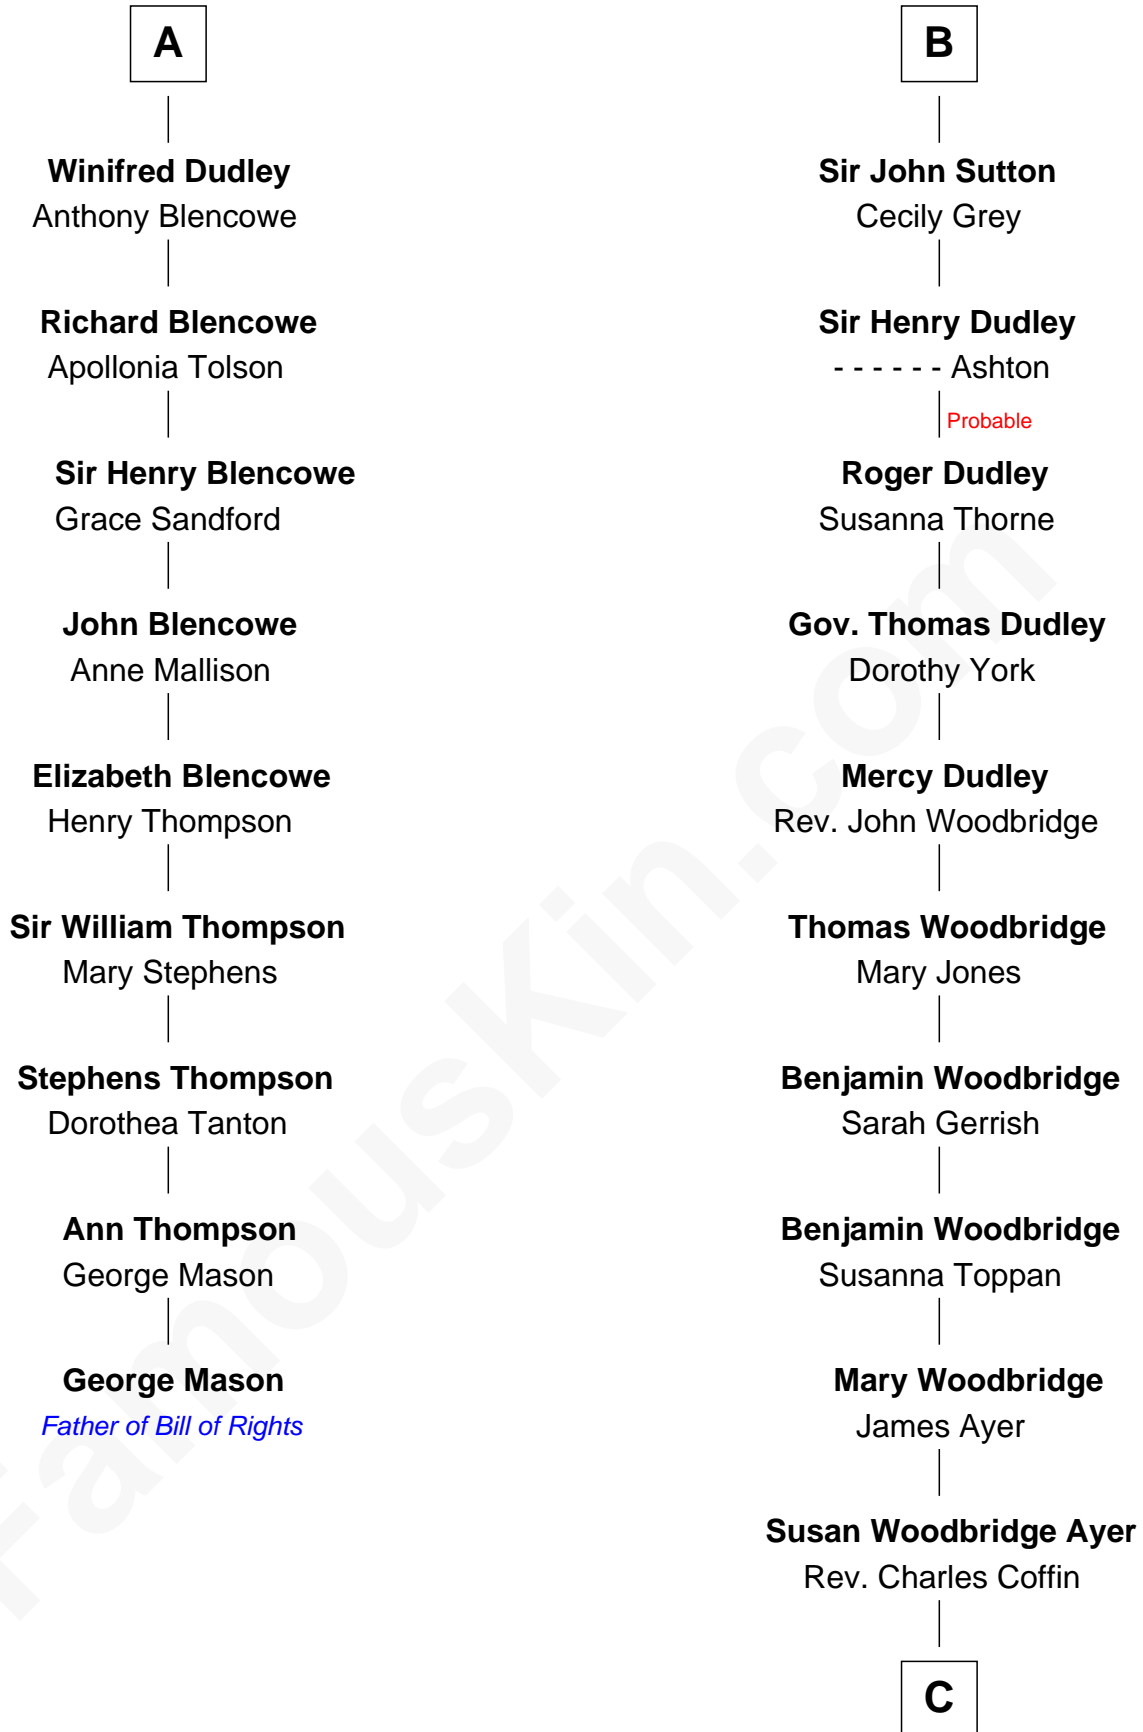 A
Winifred Dudley
Anthony Blencowe
Richard Blencowe
Apollonia Tolson
Sir Henry Blencowe
Grace Sandford
John Blencowe
Anne Mallison
Elizabeth Blencowe
Henry Thompson
Sir William Thompson
Mary Stephens
Stephens Thompson
Dorothea Tanton
Ann Thompson
George Mason
George Mason
Father of Bill of Rights
B
Sir John Sutton
Cecily Grey
Sir Henry Dudley
- - - - - - Ashton
Probable
Roger Dudley
Susanna Thorne
Gov. Thomas Dudley
Dorothy York
Mercy Dudley
Rev. John Woodbridge
Thomas Woodbridge
Mary Jones
Benjamin Woodbridge
Sarah Gerrish
Benjamin Woodbridge
Susanna Toppan
Mary Woodbridge
James Ayer
Susan Woodbridge Ayer
Rev. Charles Coffin
C
FamousKin.com